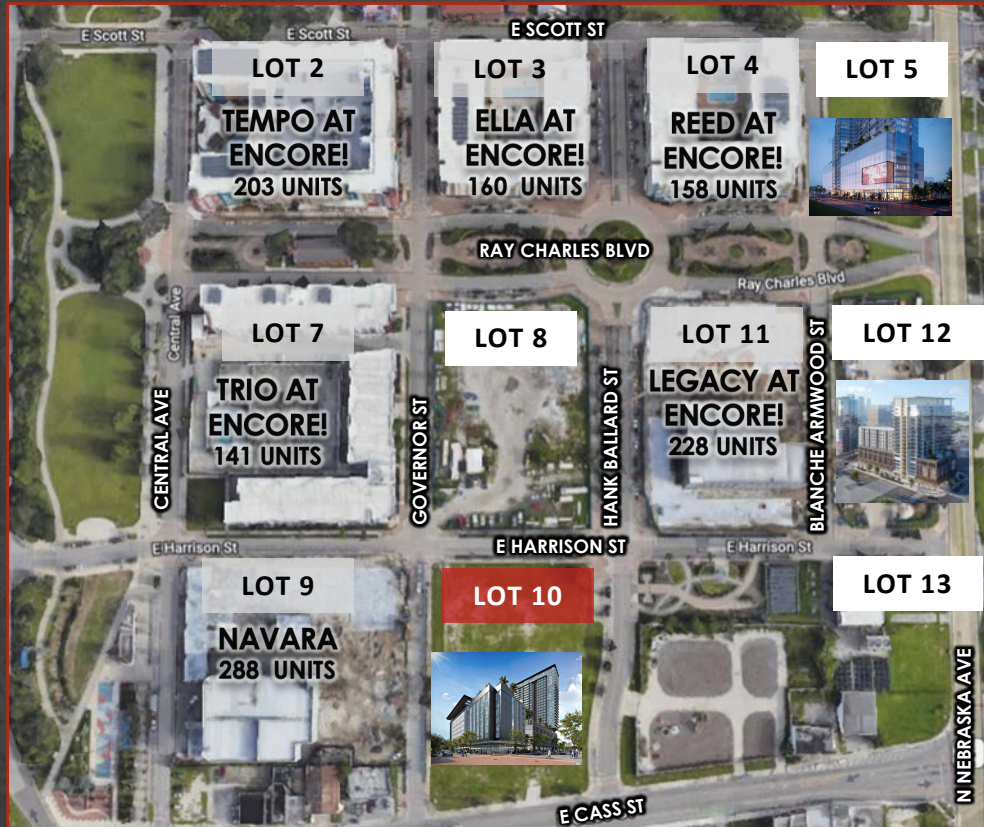 E Scott St
E Scott St
E SCOTT ST
LOT 2
TEMPO AT
ENCORE!
203 UNITS
LOT 3
ELLA AT
ENCORE!
160 UNITS
LOT 4
REED AT
ENCORE!
158 UNITS
LOT 5
RAY CHARLES BLVD
Ray Charles Blvd
Central Ave
CENTRAL AVE
LOT 7
TRIO AT
ENCORE!
141 UNITS
GOVERNOR ST
LOT 8
HANK BALLARD ST
LOT 11
LEGACY AT
ENCORE!
228 UNITS
BLANCHE ARMWOOD ST
LOT 12
E Harrison St
E HARRISON ST
E Harrison St
LOT 9
NAVARA
288 UNITS
LOT 10
LOT 13
N NEBRASKA AVE
E CASS ST